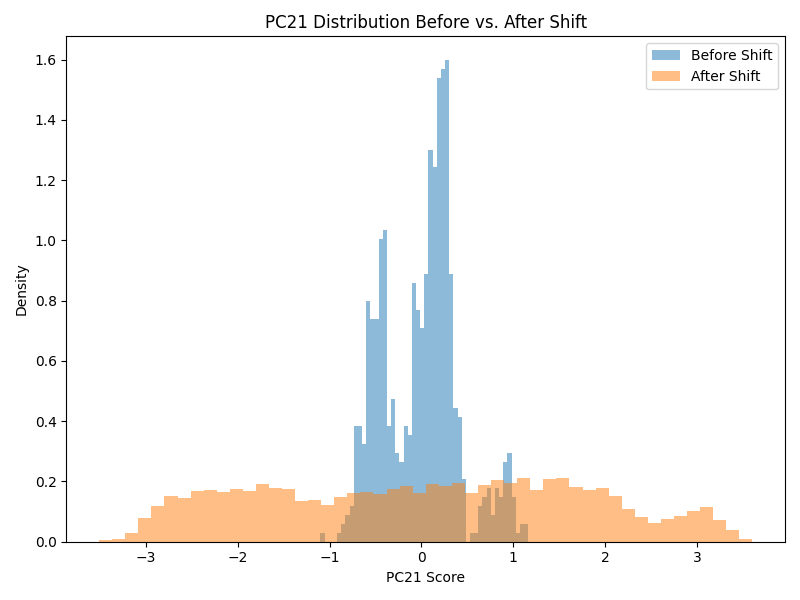 PC21 Distribution Before vs. After Shift
Before Shift
After Shift
Density
1.6
1.4
1.2
1.0
0.8
0.6
0.4
0.2
0.0
−3 −2 −1 0 1 2 3
PC21 Score